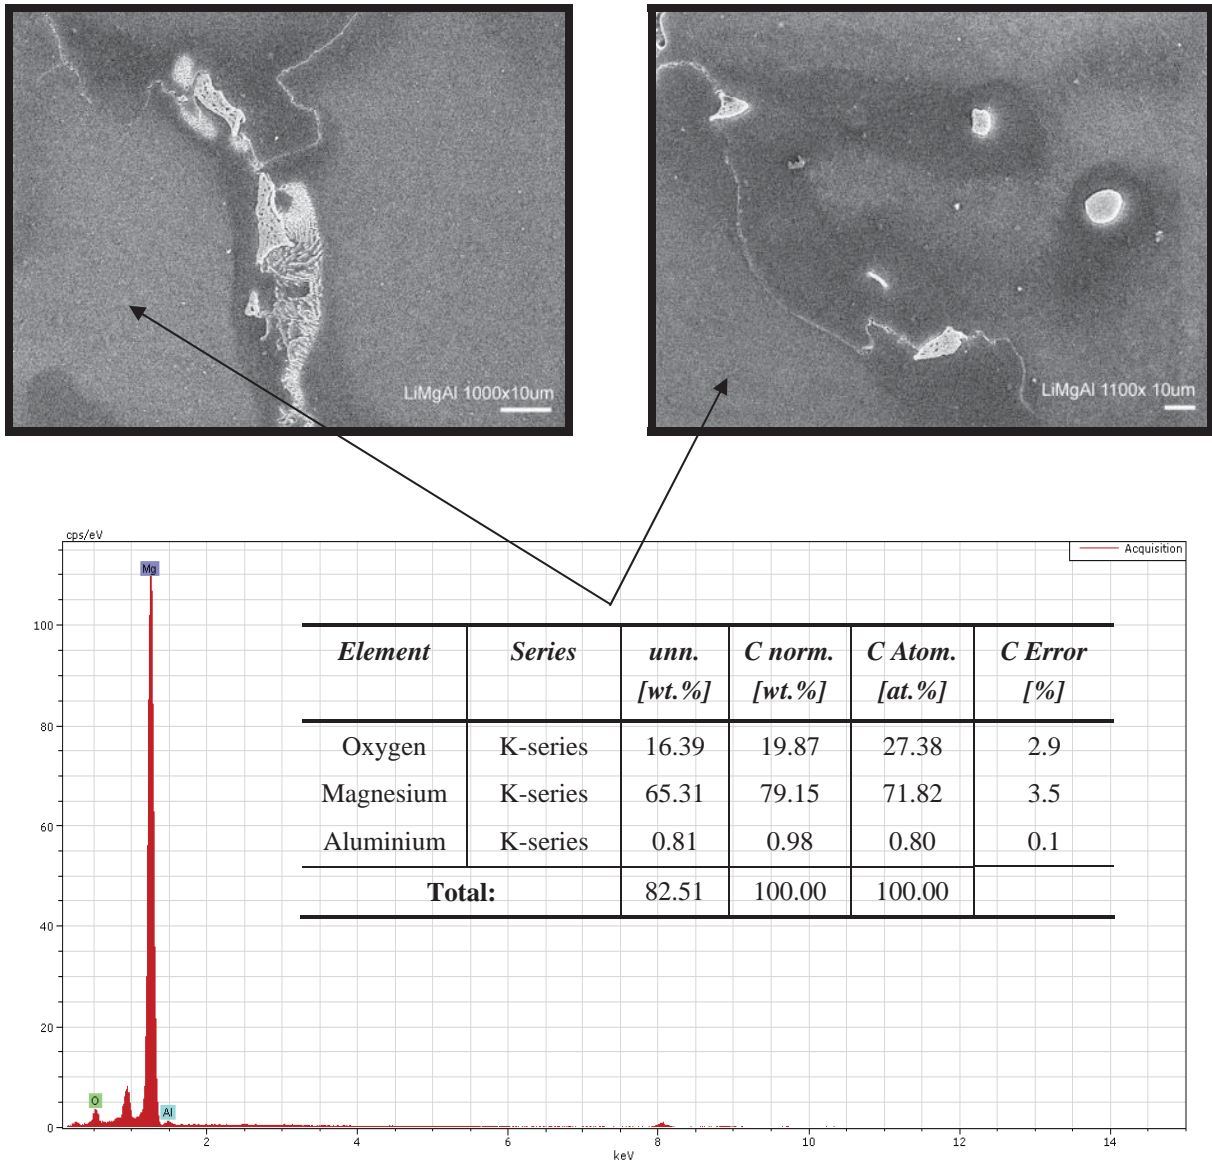 LiMgAl 1000x10um
LiMgAl 1100x 10um
cps/eV
Acquisition
Mg
O
Al
100
80
60
40
20
0
Element Series unn. [wt.%] C norm. [wt.%] C Atom. [at.%] C Error [%]
Oxygen K-series 16.39 19.87 27.38 2.9
Magnesium K-series 65.31 79.15 71.82 3.5
Aluminium K-series 0.81 0.98 0.80 0.1
Total: 82.51 100.00 100.00
2 4 6 8 10 12 14
keV